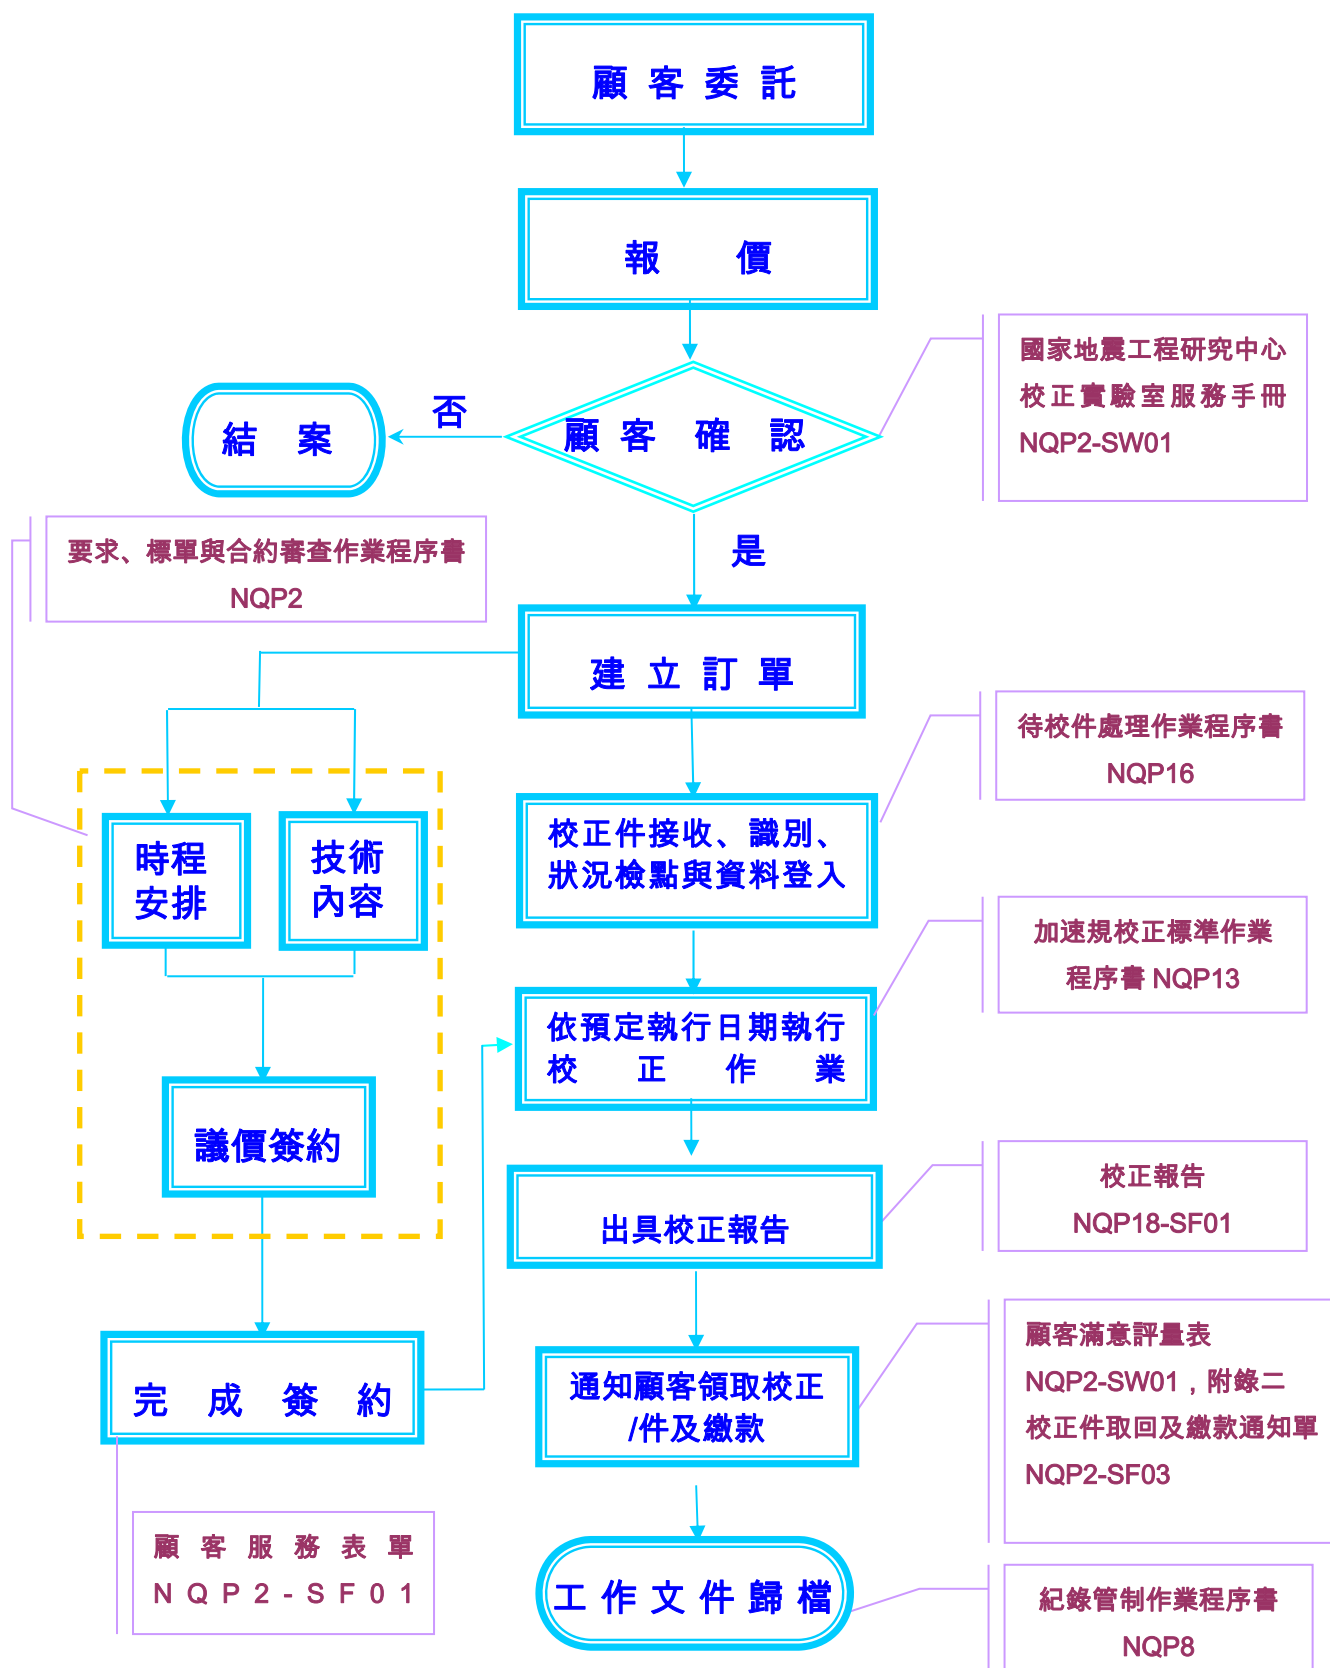 顧客委託
報價
國家地震工程研究中心
校正實驗室服務手冊
NQP2-SW01
顧客確認
否
結案
是
要求、標單與合約審查作業程序書
NQP2
建立訂單
待校件處理作業程序書
NQP16
時程
安排
技術
內容
校正件接收、識別、
狀況檢點與資料登入
加速規校正標準作業
程序書 NQP13
依預定執行日期執行
校正作業
議價簽約
出具校正報告
校正報告
NQP18-SF01
完成簽約
通知顧客領取校正
/件及繳款
顧客滿意評量表
NQP2-SW01，附錄二
校正件取回及繳款通知單
NQP2-SF03
顧客服務表單
NQP2-SF01
工作文件歸檔
紀錄管制作業程序書
NQP8